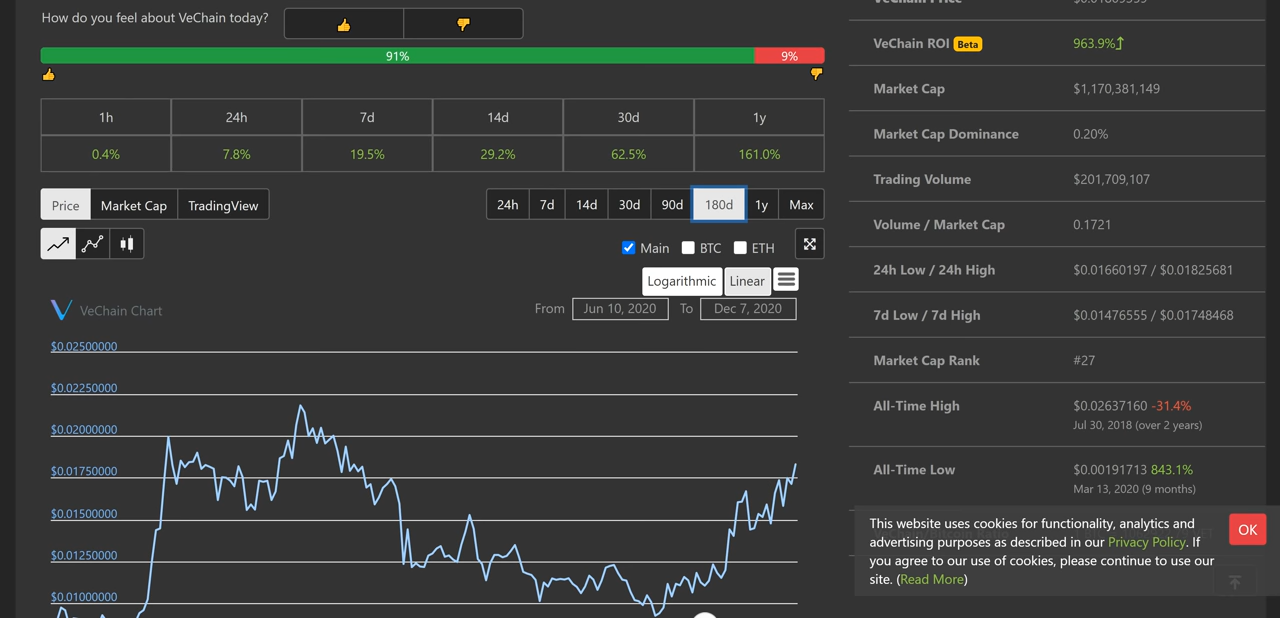 How do you feel about VeChain today?
91%
9%
1h 24h 7d 14d 30d 1y
0.4% 7.8% 19.5% 29.2% 62.5% 161.0%
Price Market Cap TradingView
24h 7d 14d 30d 90d 180d 1y Max
Main BTC ETH
Logarithmic Linear
VeChain Chart
From Jun 10, 2020 To Dec 7, 2020
$0.02500000
$0.02250000
$0.02000000
$0.01750000
$0.01500000
$0.01250000
$0.01000000
VeChain ROI Beta 963.9%
Market Cap $1,170,381,149
Market Cap Dominance 0.20%
Trading Volume $201,709,107
Volume / Market Cap 0.1721
24h Low / 24h High $0.01660197 / $0.01825681
7d Low / 7d High $0.01476555 / $0.01748468
Market Cap Rank #27
All-Time High $0.02637160 -31.4%
Jul 30, 2018 (over 2 years)
All-Time Low $0.00191713 843.1%
Mar 13, 2020 (9 months)
This website uses cookies for functionality, analytics and
advertising purposes as described in our Privacy Policy. If
you agree to our use of cookies, please continue to use our
site. (Read More)
OK